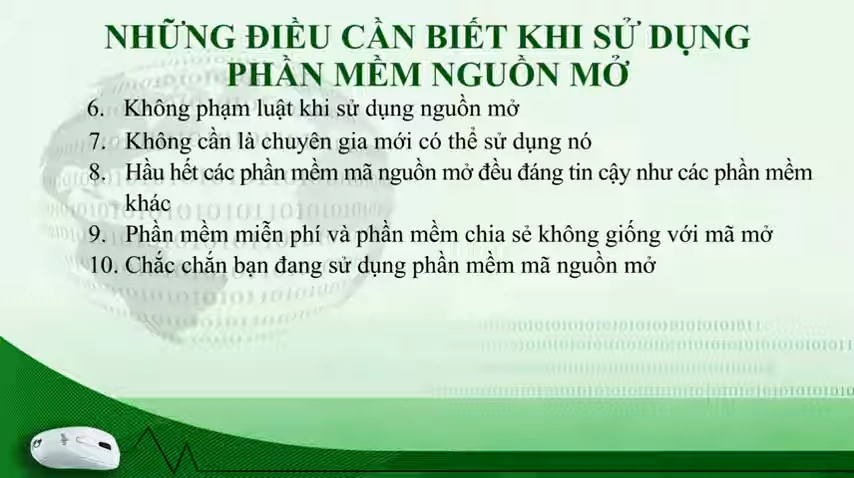 NHỮNG ĐIỀU CẦN BIẾT KHI SỬ DỤNG
PHẦN MỀM NGUỒN MỞ
6. Không phạm luật khi sử dụng nguồn mở
7. Không cần là chuyên gia mới có thể sử dụng nó
8. Hầu hết các phần mềm mã nguồn mở đều đáng tin cậy như các phần mềm
khác
9. Phần mềm miễn phí và phần mềm chia sẻ không giống với mã mở
10. Chắc chắn bạn đang sử dụng phần mềm mã nguồn mở